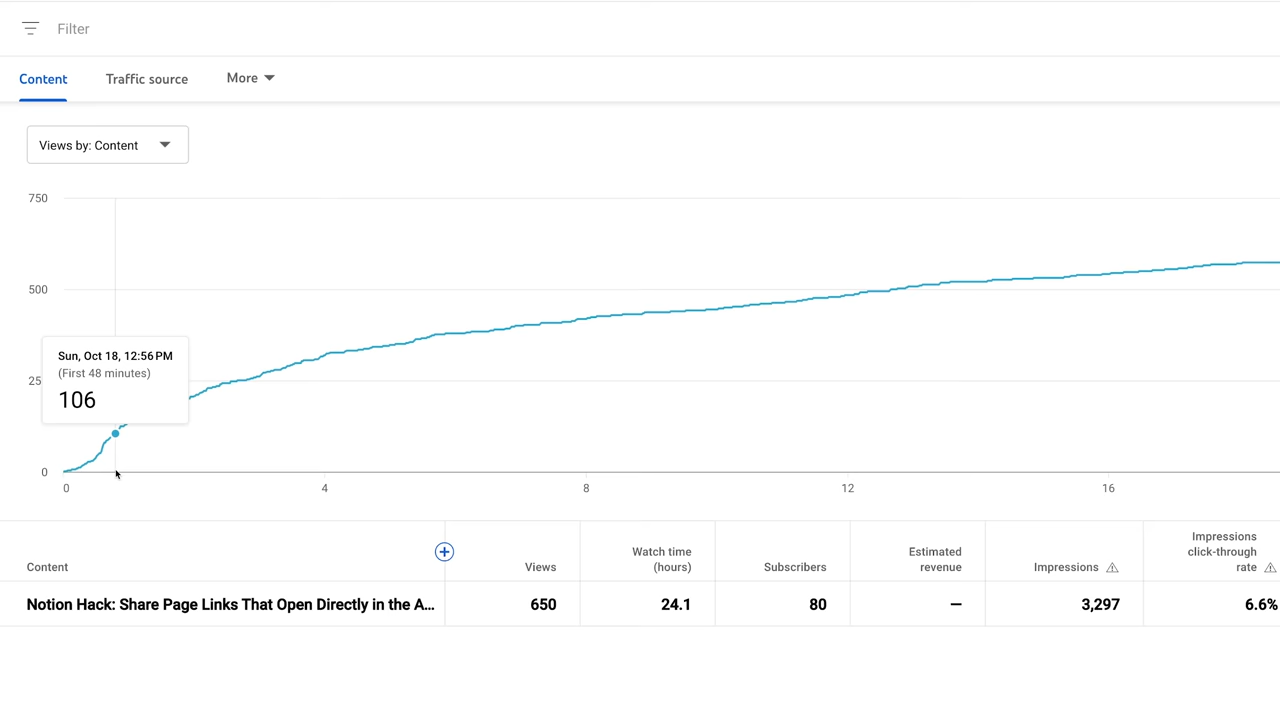 Filter
Content Traffic source More
Views by: Content
750
500
25
0
Sun, Oct 18, 12:56 PM
(First 48 minutes)
106
0 4 8 12 16
Content Views Watch time (hours) Subscribers Estimated revenue Impressions Impressions click-through rate
Notion Hack: Share Page Links That Open Directly in the A... 650 24.1 80 — 3,297 6.6%